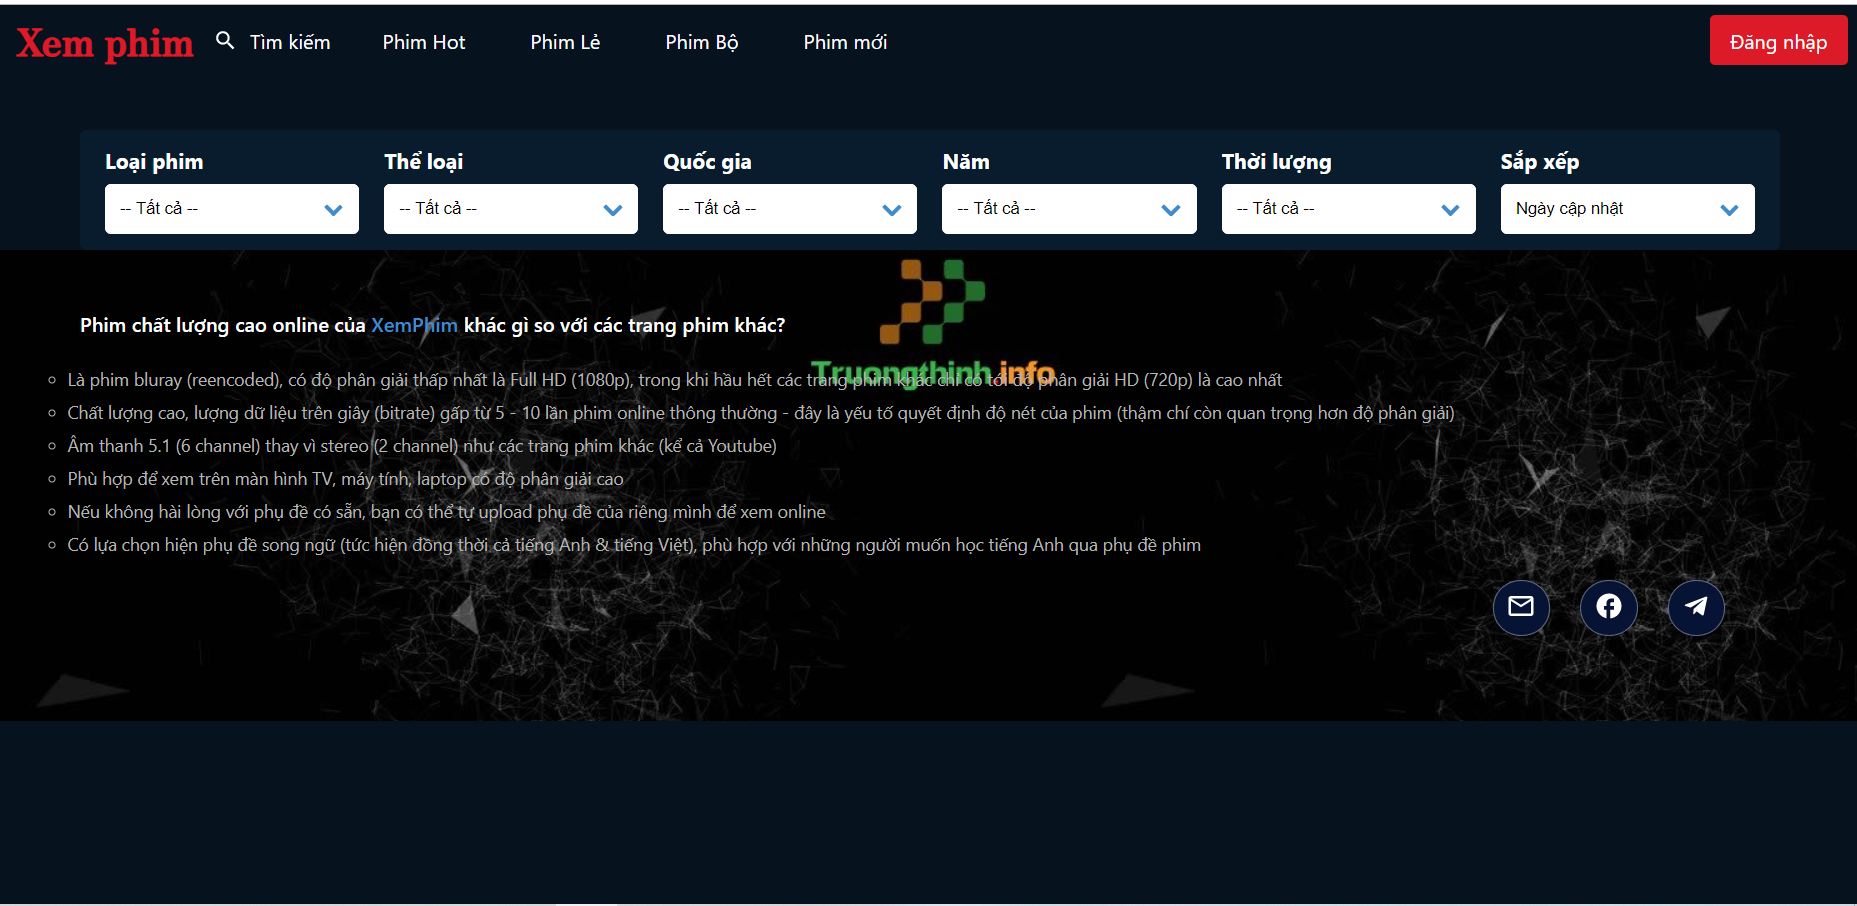 Xem phim
Tìm kiếm
Phim Hot
Phim Lẻ
Phim Bộ
Phim mới
Đăng nhập
Loại phim
Thể loại
Quốc gia
Năm
Thời lượng
Sắp xếp
-- Tất cả --
-- Tất cả --
-- Tất cả --
-- Tất cả --
-- Tất cả --
Ngày cập nhật
Phim chất lượng cao online của XemPhim khác gì so với các trang phim khác?
Truongthinh.info
Là phim bluray (reencoded), có độ phân giải thấp nhất là Full HD (1080p), trong khi hầu hết các trang phim khác chỉ có tới độ phân giải HD (720p) là cao nhất
Chất lượng cao, lượng dữ liệu trên giây (bitrate) gấp từ 5 - 10 lần phim online thông thường - đây là yếu tố quyết định độ nét của phim (thậm chí còn quan trọng hơn độ phân giải)
Âm thanh 5.1 (6 channel) thay vì stereo (2 channel) như các trang phim khác (kể cả Youtube)
Phù hợp để xem trên màn hình TV, máy tính, laptop có độ phân giải cao
Nếu không hài lòng với phụ đề có sẵn, bạn có thể tự upload phụ đề của riêng mình để xem online
Có lựa chọn hiện phụ đề song ngữ (tức hiện đồng thời cả tiếng Anh & tiếng Việt), phù hợp với những người muốn học tiếng Anh qua phụ đề phim